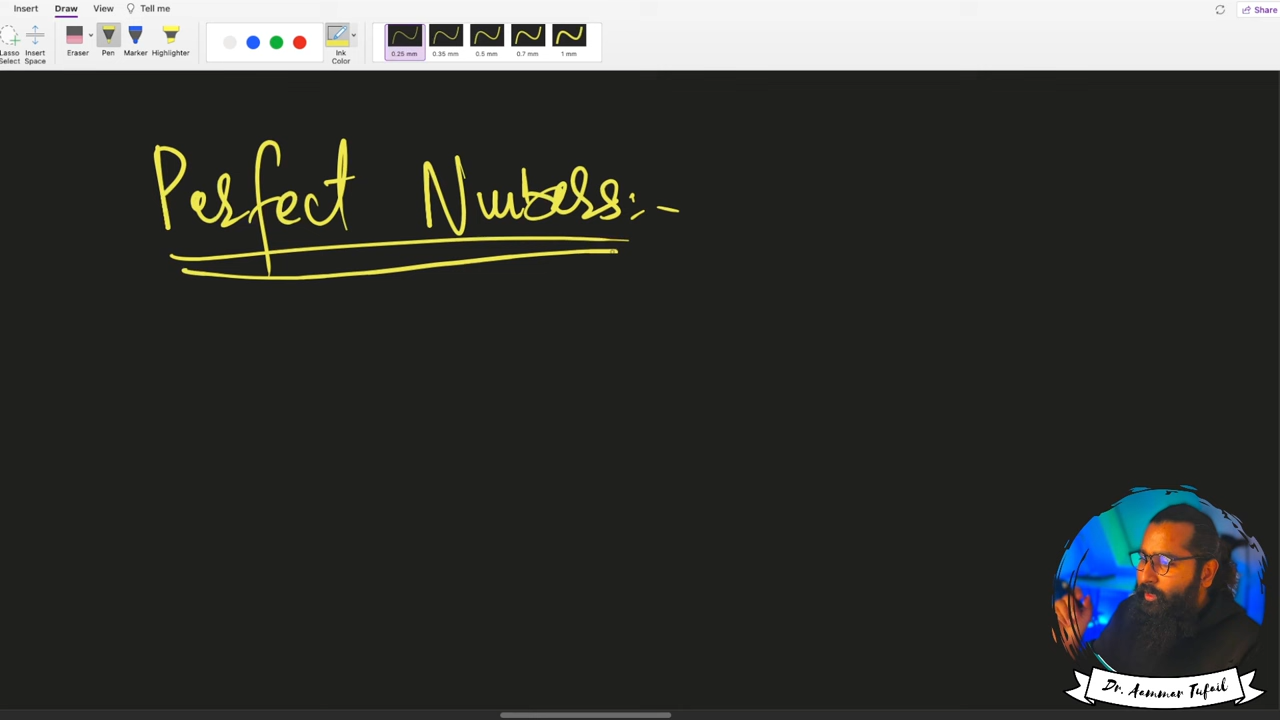 Insert Draw View Tell me
Share
Lasso Select
Insert Space
Eraser
Pen
Marker
Highlighter
Ink Color
0.25 mm
0.35 mm
0.5 mm
0.7 mm
1 mm
Perfect Numbers:-
Dr. Aammar Tufail